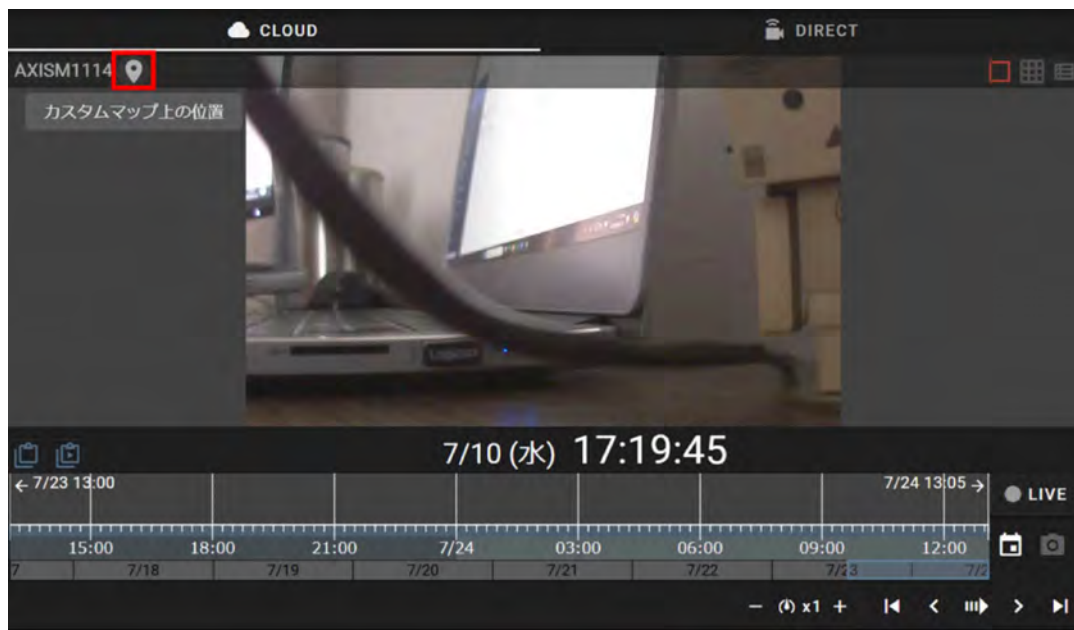 CLOUD
DIRECT
AXISM1114
カスタムマップ上の位置
7/10 (水) 17:19:45
← 7/23 13:00
7/24 13:05 →
LIVE
15:00 18:00 21:00 7/24 03:00 06:00 09:00 12:00
7/18 7/19 7/20 7/21 7/22 7/23
− x1 +